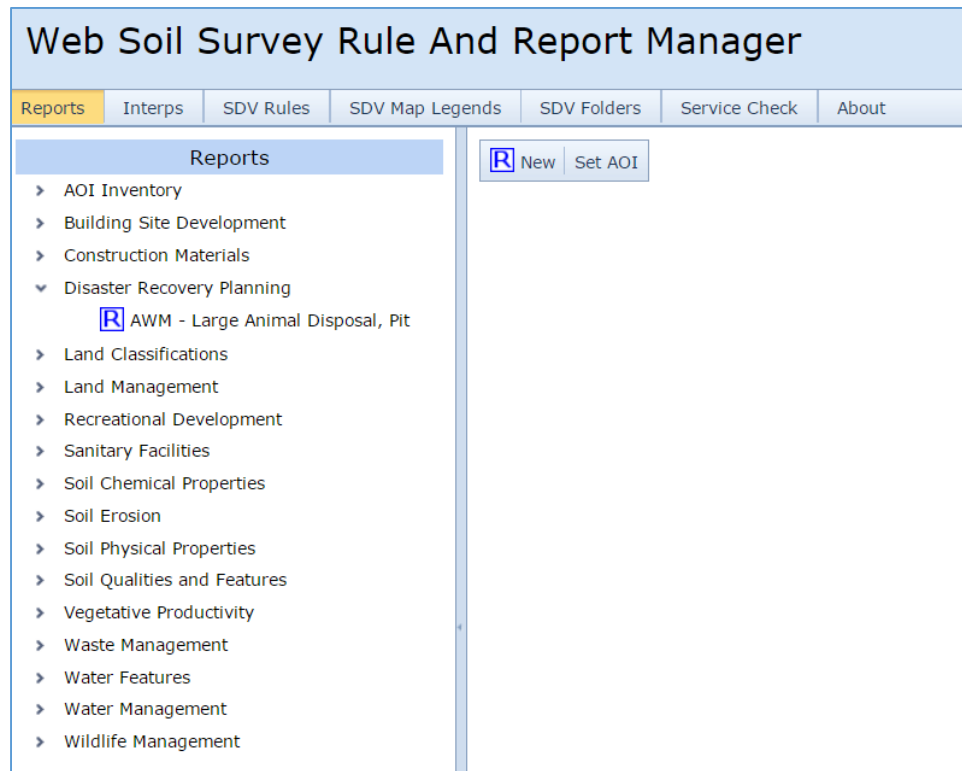 Web Soil Survey Rule And Report Manager
Reports Interps SDV Rules SDV Map Legends SDV Folders Service Check About
Reports
AOI Inventory
Building Site Development
Construction Materials
Disaster Recovery Planning
R AWM - Large Animal Disposal, Pit
Land Classifications
Land Management
Recreational Development
Sanitary Facilities
Soil Chemical Properties
Soil Erosion
Soil Physical Properties
Soil Qualities and Features
Vegetative Productivity
Waste Management
Water Features
Water Management
Wildlife Management
R New Set AOI